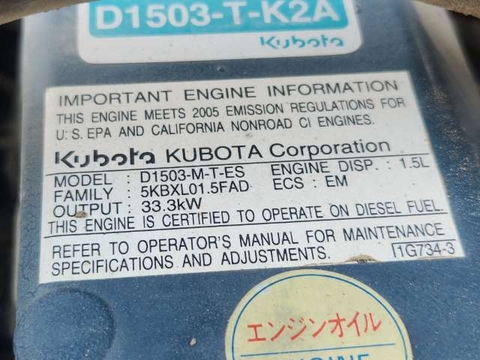 D1503-T-K2A
Kubota
IMPORTANT ENGINE INFORMATION
THIS ENGINE MEETS 2005 EMISSION REGULATIONS FOR
U.S. EPA AND CALIFORNIA NONROAD CI ENGINES.
Kubota KUBOTA Corporation
MODEL : D1503-M-T-ES ENGINE DISP. : 1.5L
FAMILY : 5KBXL01.5FAD ECS : EM
OUTPUT : 33.3kW
THIS ENGINE IS CERTIFIED TO OPERATE ON DIESEL FUEL.
REFER TO OPERATOR'S MANUAL FOR MAINTENANCE
SPECIFICATIONS AND ADJUSTMENTS. 1G734-3
エンジンオイル
ENGINE